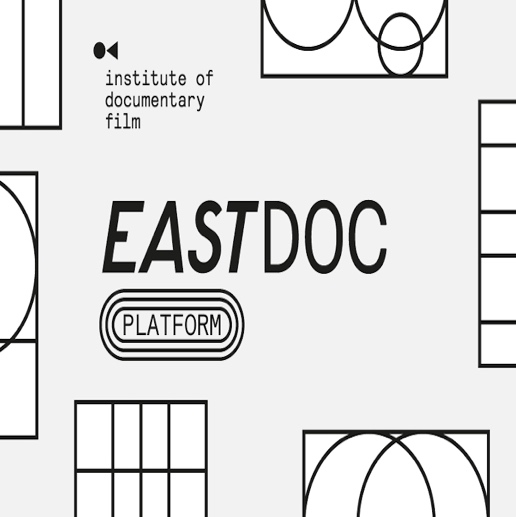 institute of
documentary
film
EASTDOC
PLATFORM